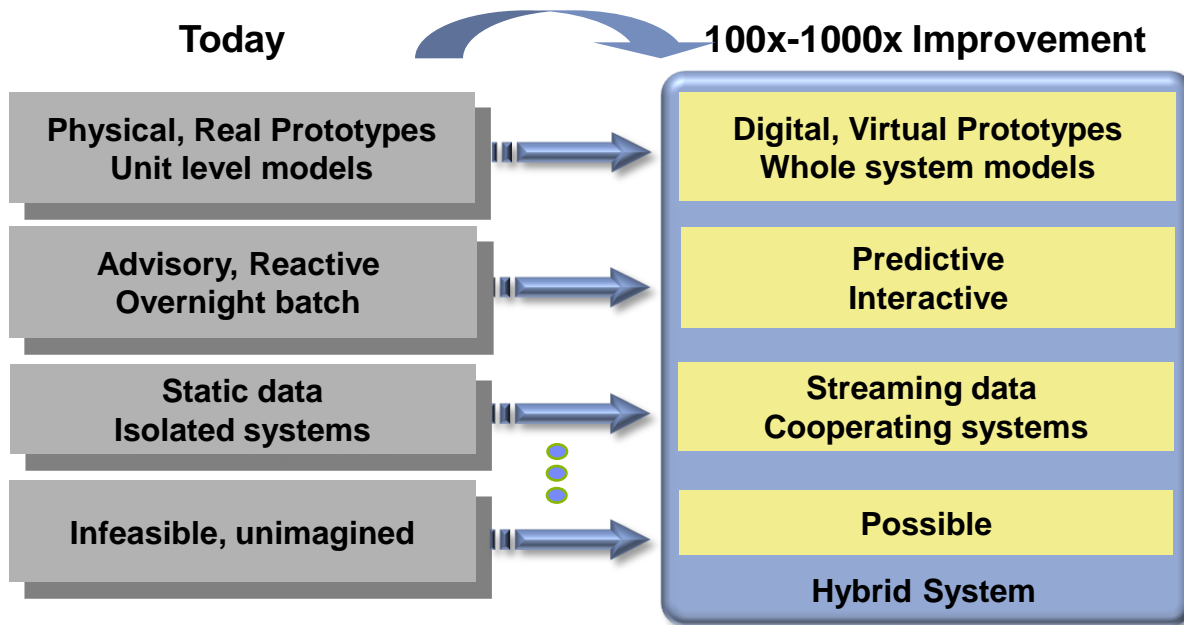 Today
100x-1000x Improvement
Physical, Real Prototypes
Unit level models
Digital, Virtual Prototypes
Whole system models
Advisory, Reactive
Overnight batch
Predictive
Interactive
Static data
Isolated systems
Streaming data
Cooperating systems
Infeasible, unimagined
Possible
Hybrid System